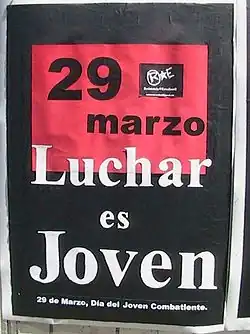 29
marzo
Luchar
es
Joven
29 de Marzo, Día del Joven Combatiente.